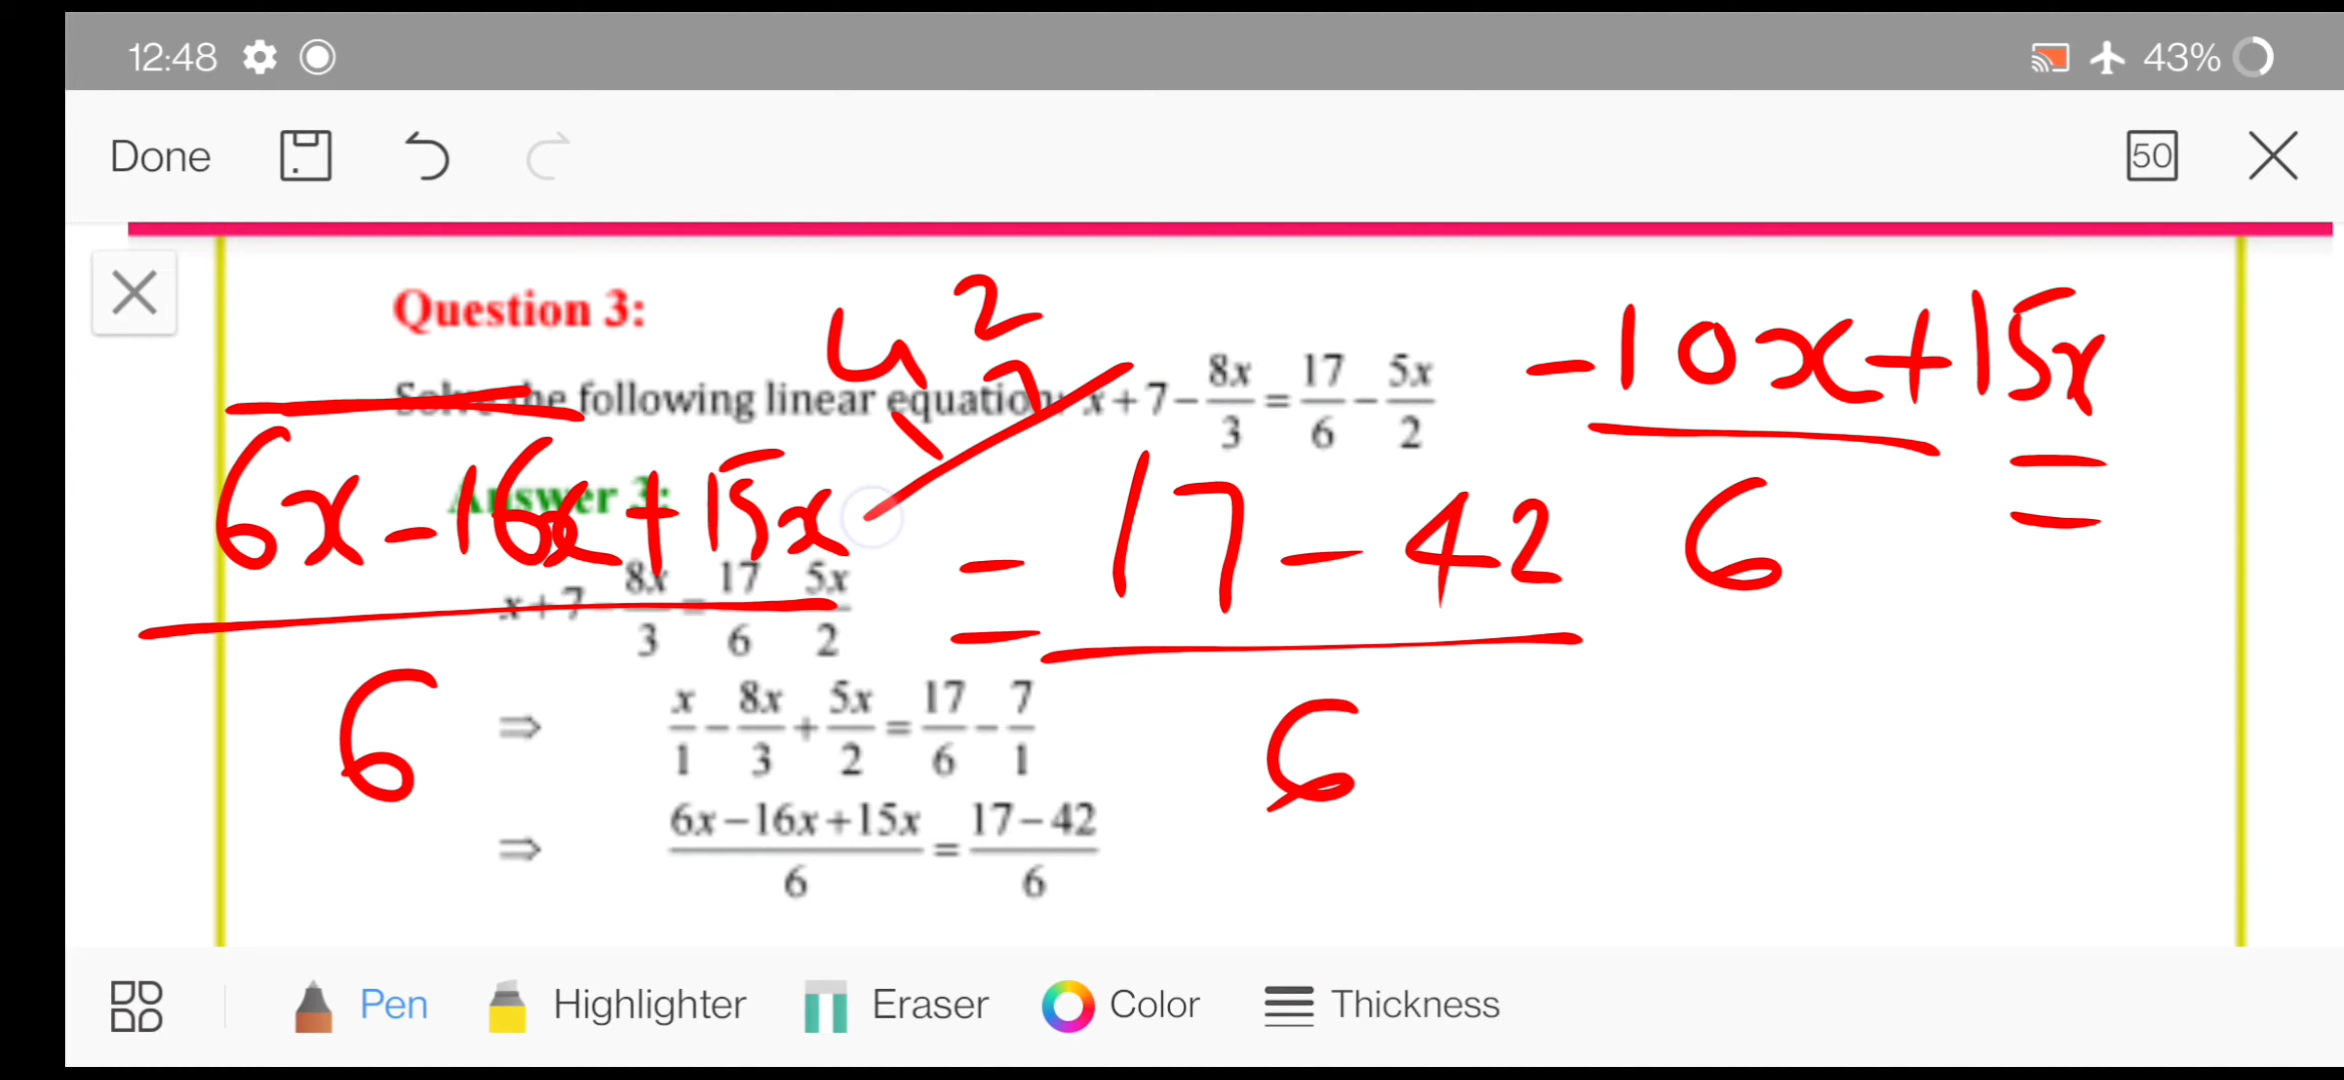 12:48 43%
Done 50
Question 3:
Solve the following linear equation: x + 7 − 8x/3 = 17/6 − 5x/2
4 2
−10x+15x
6 =
6x−16x+15x = 17−42
6 6
Answer 3:
x + 7 − 8x/3 = 17/6 − 5x/2
⇒ x/1 − 8x/3 + 5x/2 = 17/6 − 7/1
⇒ 6x−16x+15x/6 = 17−42/6
Pen Highlighter Eraser Color Thickness